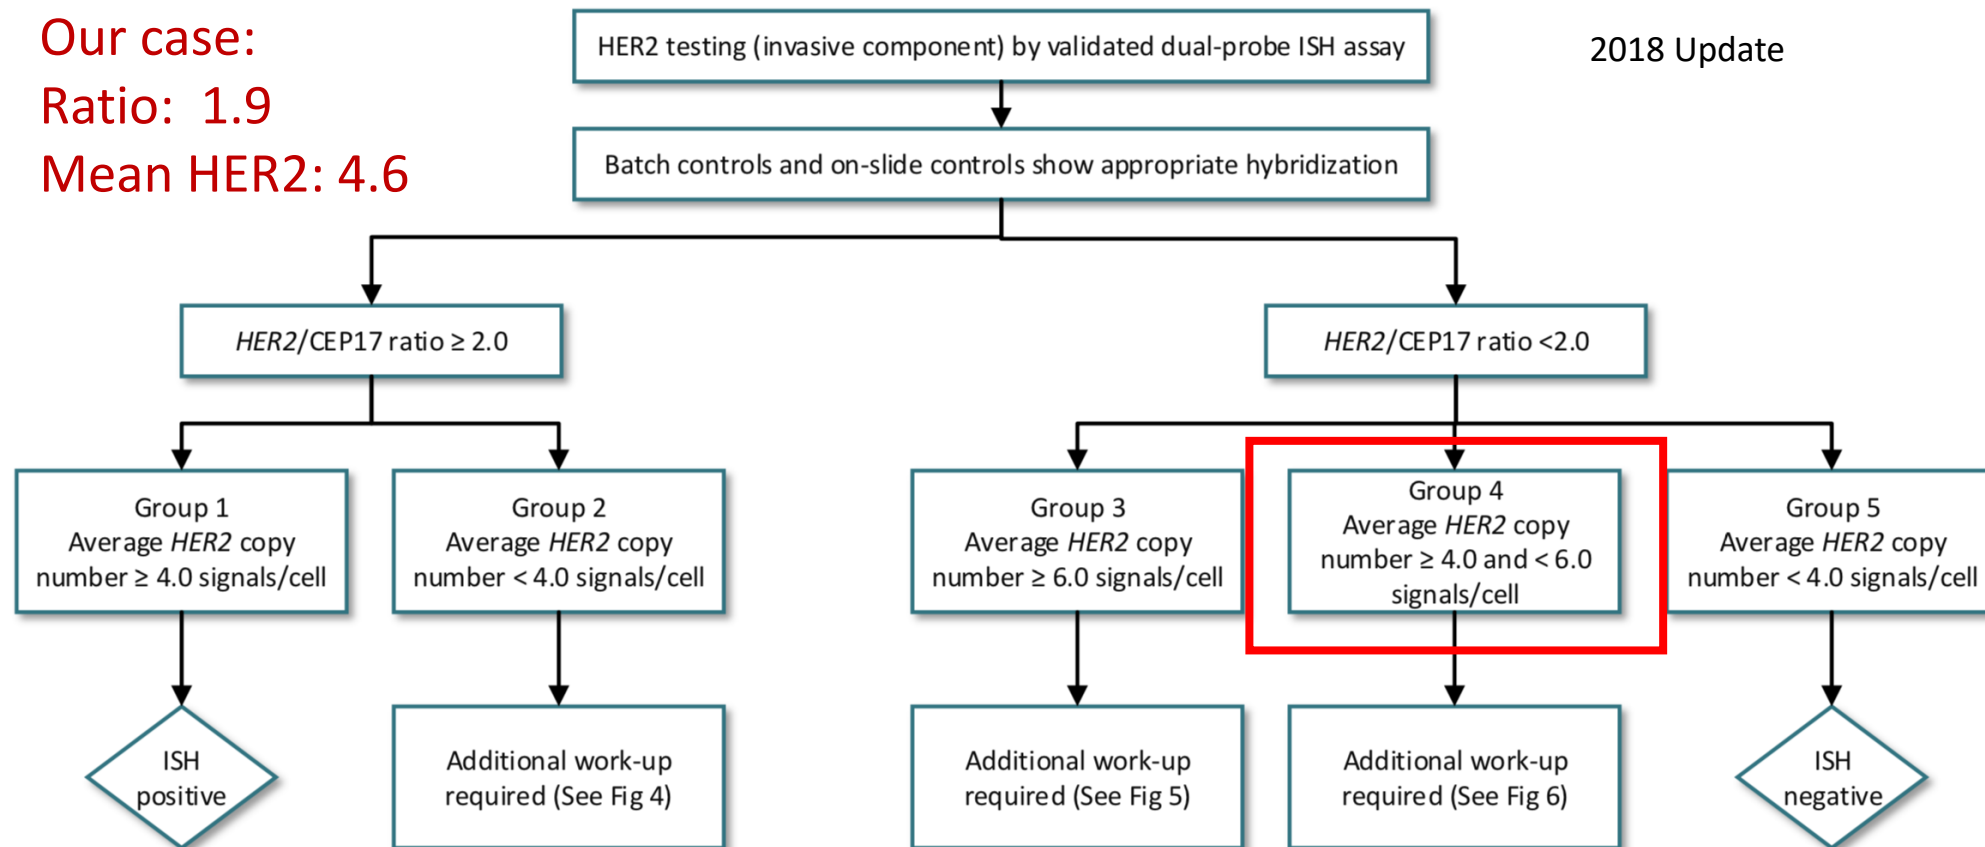 Our case:
Ratio:  1.9
Mean HER2: 4.6
2018 Update
HER2 testing (invasive component) by validated dual-probe ISH assay
Batch controls and on-slide controls show appropriate hybridization
HER2/CEP17 ratio ≥ 2.0
HER2/CEP17 ratio <2.0
Group 1
Average HER2 copy
number ≥ 4.0 signals/cell
Group 2
Average HER2 copy
number < 4.0 signals/cell
Group 3
Average HER2 copy
number ≥ 6.0 signals/cell
Group 4
Average HER2 copy
number ≥ 4.0 and < 6.0
signals/cell
Group 5
Average HER2 copy
number < 4.0 signals/cell
ISH
positive
Additional work-up
required (See Fig 4)
Additional work-up
required (See Fig 5)
Additional work-up
required (See Fig 6)
ISH
negative